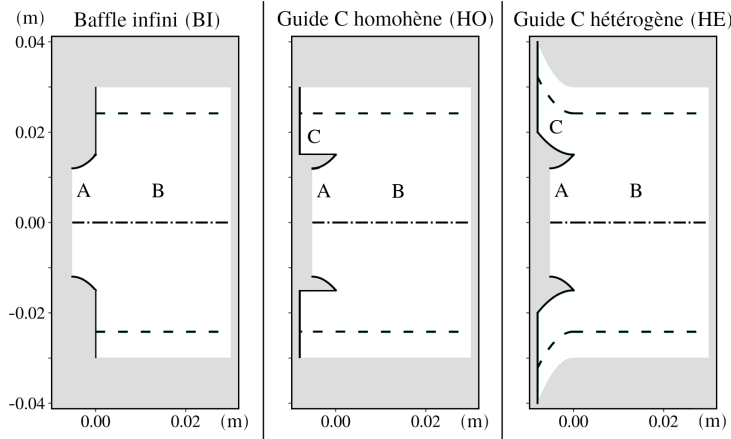 Baffle infini (BI)
Guide C homohène (HO)
Guide C hétérogène (HE)
(m)
0.04
0.02
0.00
-0.02
-0.04
A
B
0.00
0.02
(m)
C
A
B
0.00
0.02
(m)
C
A
B
0.00
0.02
(m)